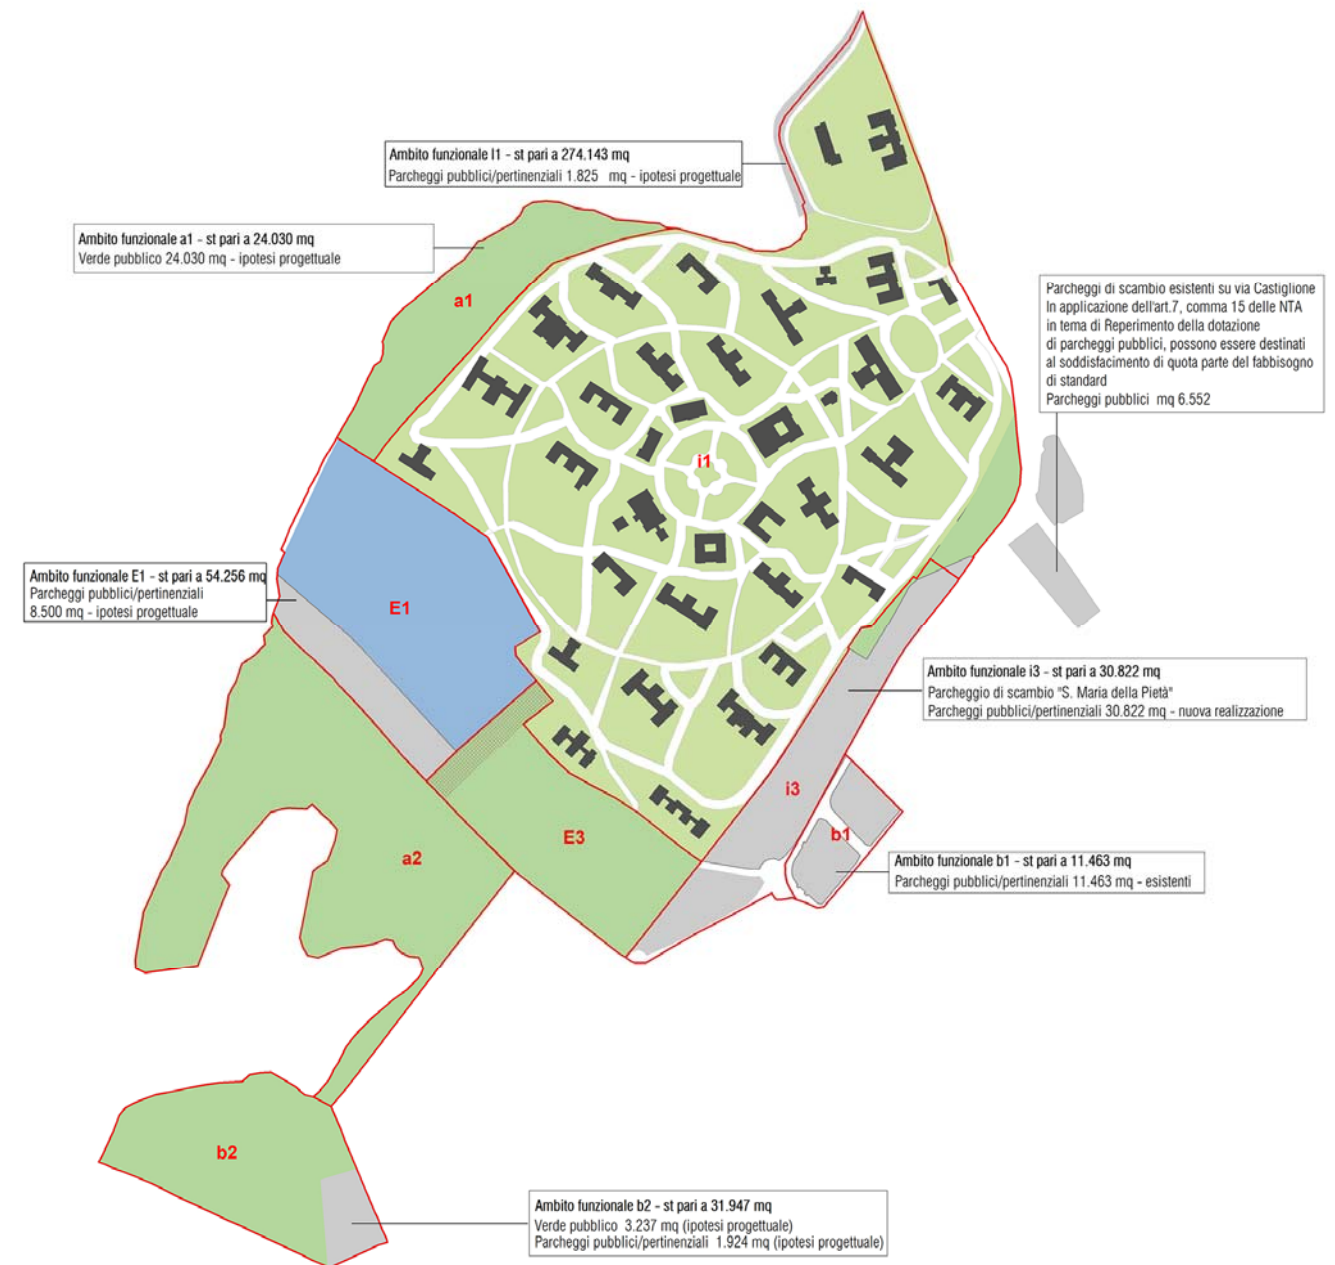 Ambito funzionale I1 - st pari a 274.143 mq
Parcheggi pubblici/pertinenziali 1.825 mq - ipotesi progettuale
Ambito funzionale a1 - st pari a 24.030 mq
Verde pubblico 24.030 mq - ipotesi progettuale
a1
Parcheggi di scambio esistenti su via Castiglione
In applicazione dell'art.7, comma 15 delle NTA
in tema di Reperimento della dotazione
di parcheggi pubblici, possono essere destinati
al soddisfacimento di quota parte del fabbisogno
di standard
Parcheggi pubblici mq 6.552
i1
Ambito funzionale E1 - st pari a 54.256 mq
Parcheggi pubblici/pertinenziali
8.500 mq - ipotesi progettuale
E1
Ambito funzionale i3 - st pari a 30.822 mq
Parcheggio di scambio "S. Maria della Pietà"
Parcheggi pubblici/pertinenziali 30.822 mq - nuova realizzazione
i3
E3
b1
a2
Ambito funzionale b1 - st pari a 11.463 mq
Parcheggi pubblici/pertinenziali 11.463 mq - esistenti
b2
Ambito funzionale b2 - st pari a 31.947 mq
Verde pubblico 3.237 mq (ipotesi progettuale)
Parcheggi pubblici/pertinenziali 1.924 mq (ipotesi progettuale)